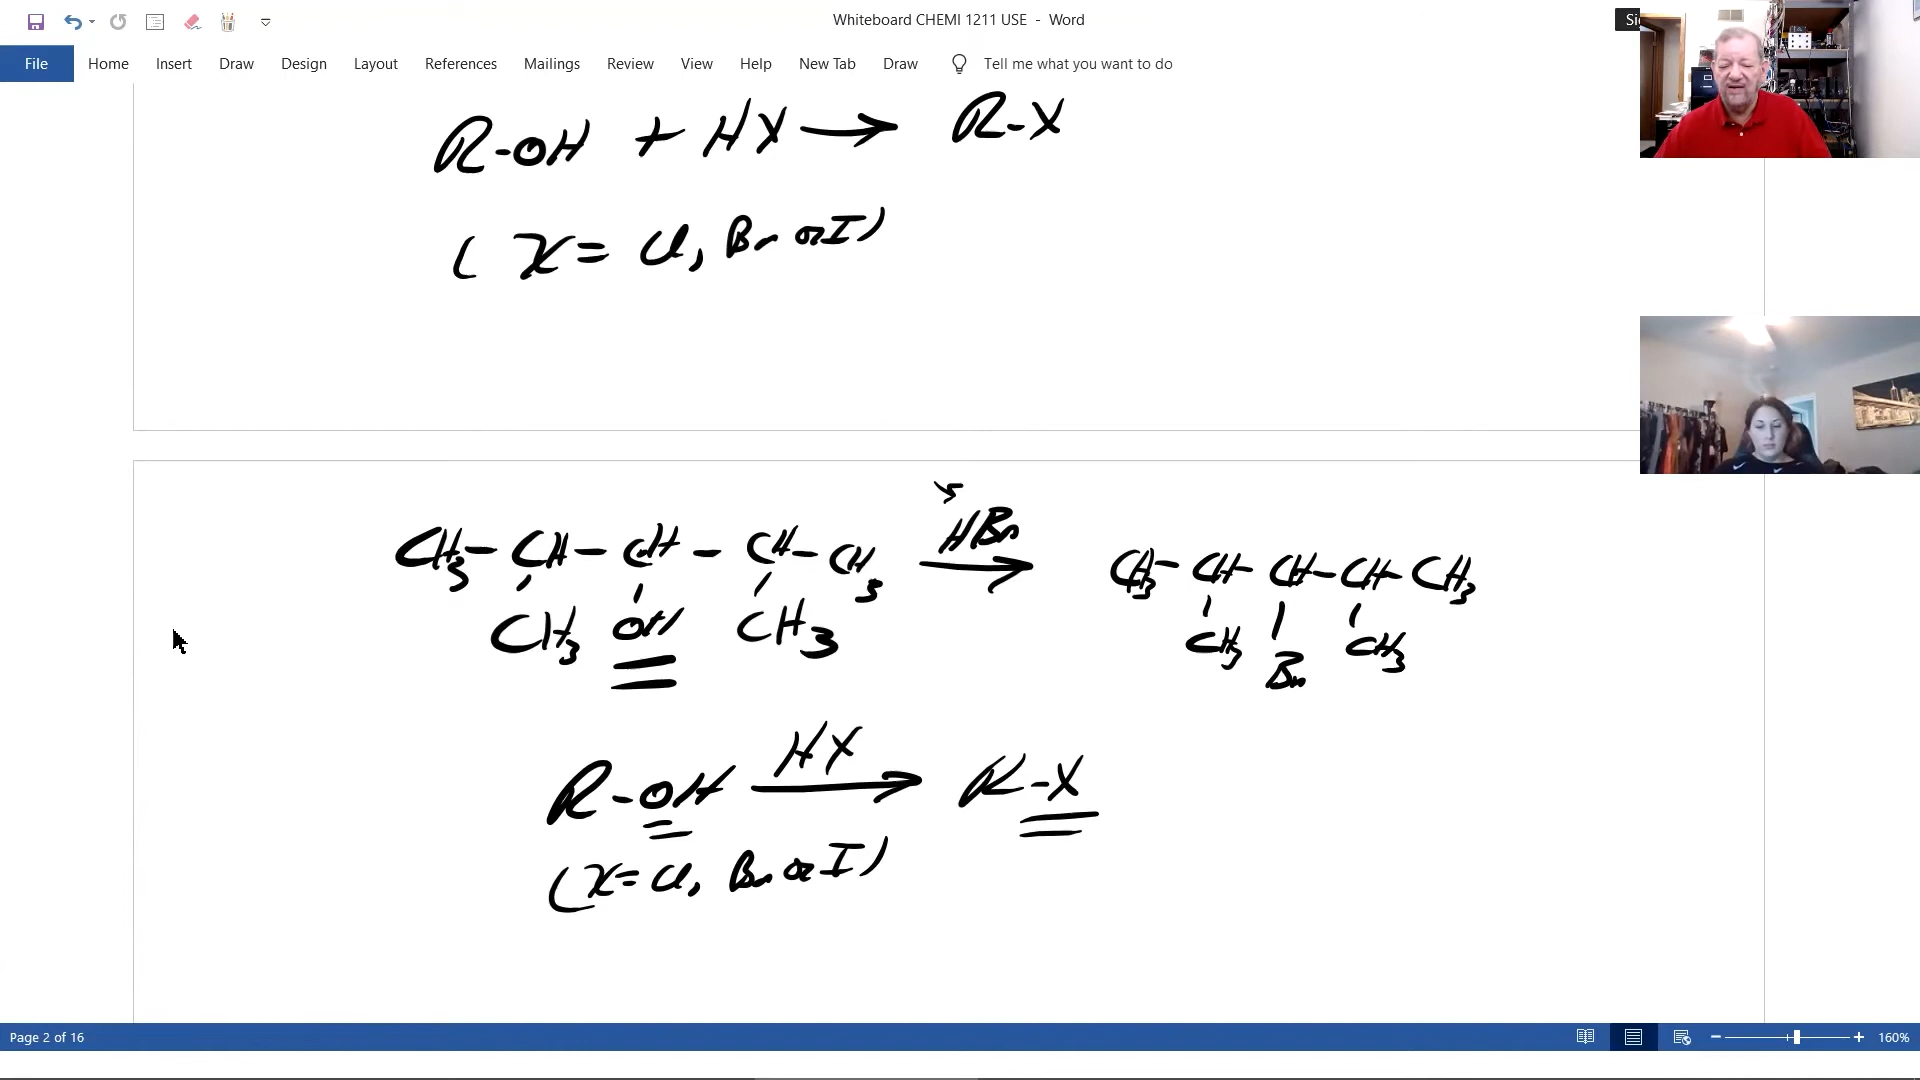 Whiteboard CHEMI 1211 USE - Word
File Home Insert Draw Design Layout References Mailings Review View Help New Tab Draw Tell me what you want to do
R-OH + HX → R-X
(X = Cl, Br or I)
HBr
CH3-CH-CH-CH-CH3 → CH3-CH-CH-CH-CH3
CH3 OH CH3 CH3 Br CH3
HX
R-OH → R-X
(X = Cl, Br or I)
Page 2 of 16
160%